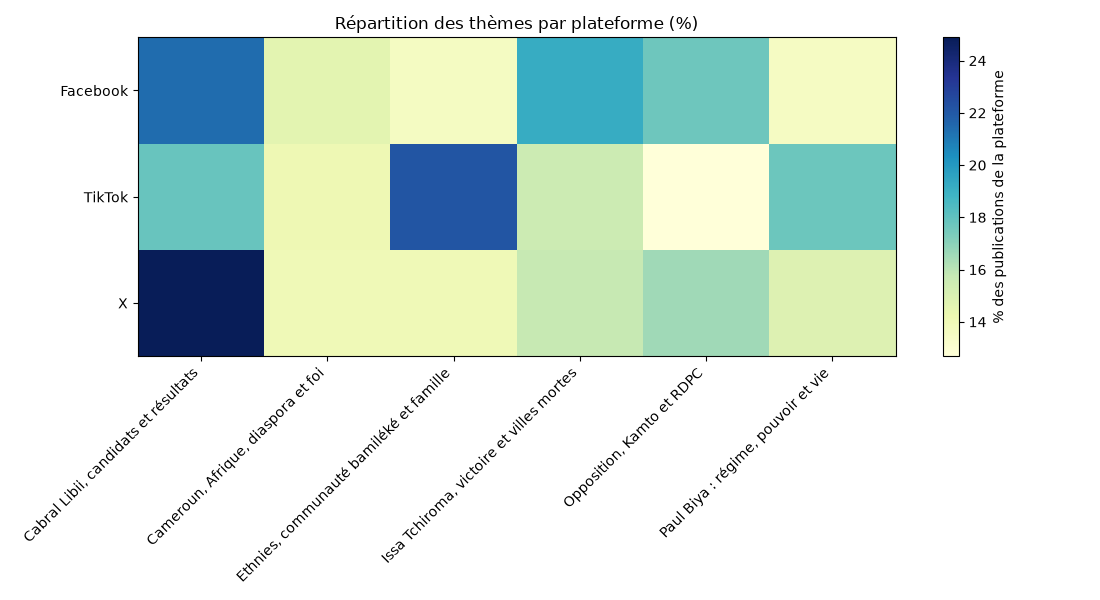 Répartition des thèmes par plateforme (%)
Facebook
TikTok
X
Cabral Libii, candidats et résultats
Cameroun, Afrique, diaspora et foi
Ethnies, communauté bamiléké et famille
Issa Tchiroma, victoire et villes mortes
Opposition, Kamto et RDPC
Paul Biya : régime, pouvoir et vie
24
22
20
18
16
14
% des publications de la plateforme